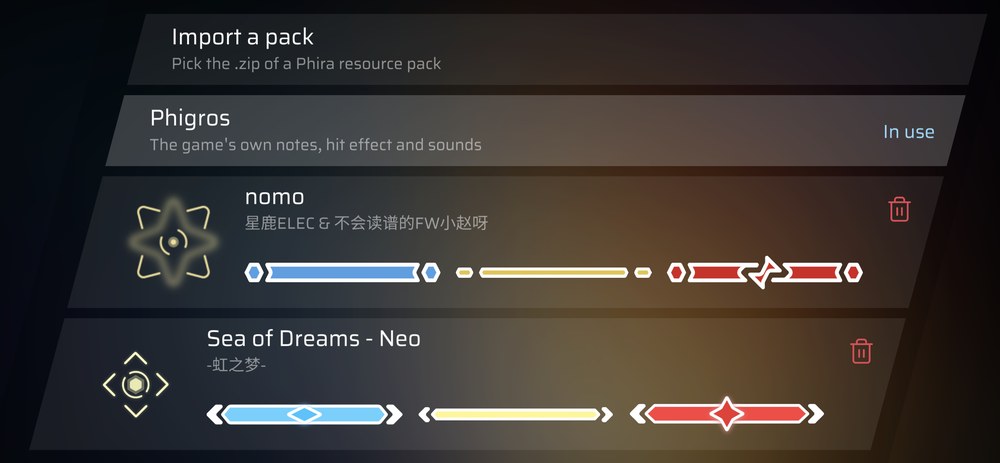 Import a pack
Pick the .zip of a Phira resource pack
Phigros
The game's own notes, hit effect and sounds
In use
nomo
星鹿ELEC & 不会读谱的FW小赵呀
Sea of Dreams - Neo
-虹之梦-